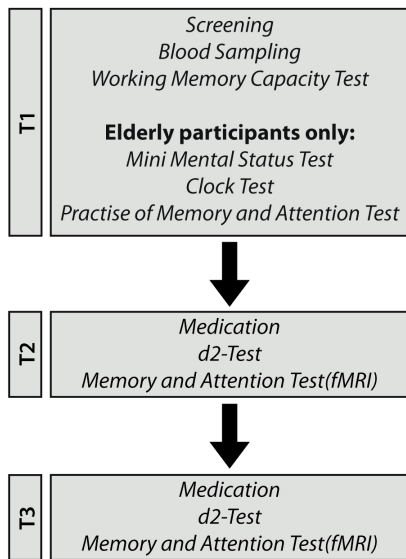 T1
Screening
Blood Sampling
Working Memory Capacity Test
Elderly participants only:
Mini Mental Status Test
Clock Test
Practise of Memory and Attention Test
T2
Medication
d2-Test
Memory and Attention Test(fMRI)
T3
Medication
d2-Test
Memory and Attention Test(fMRI)